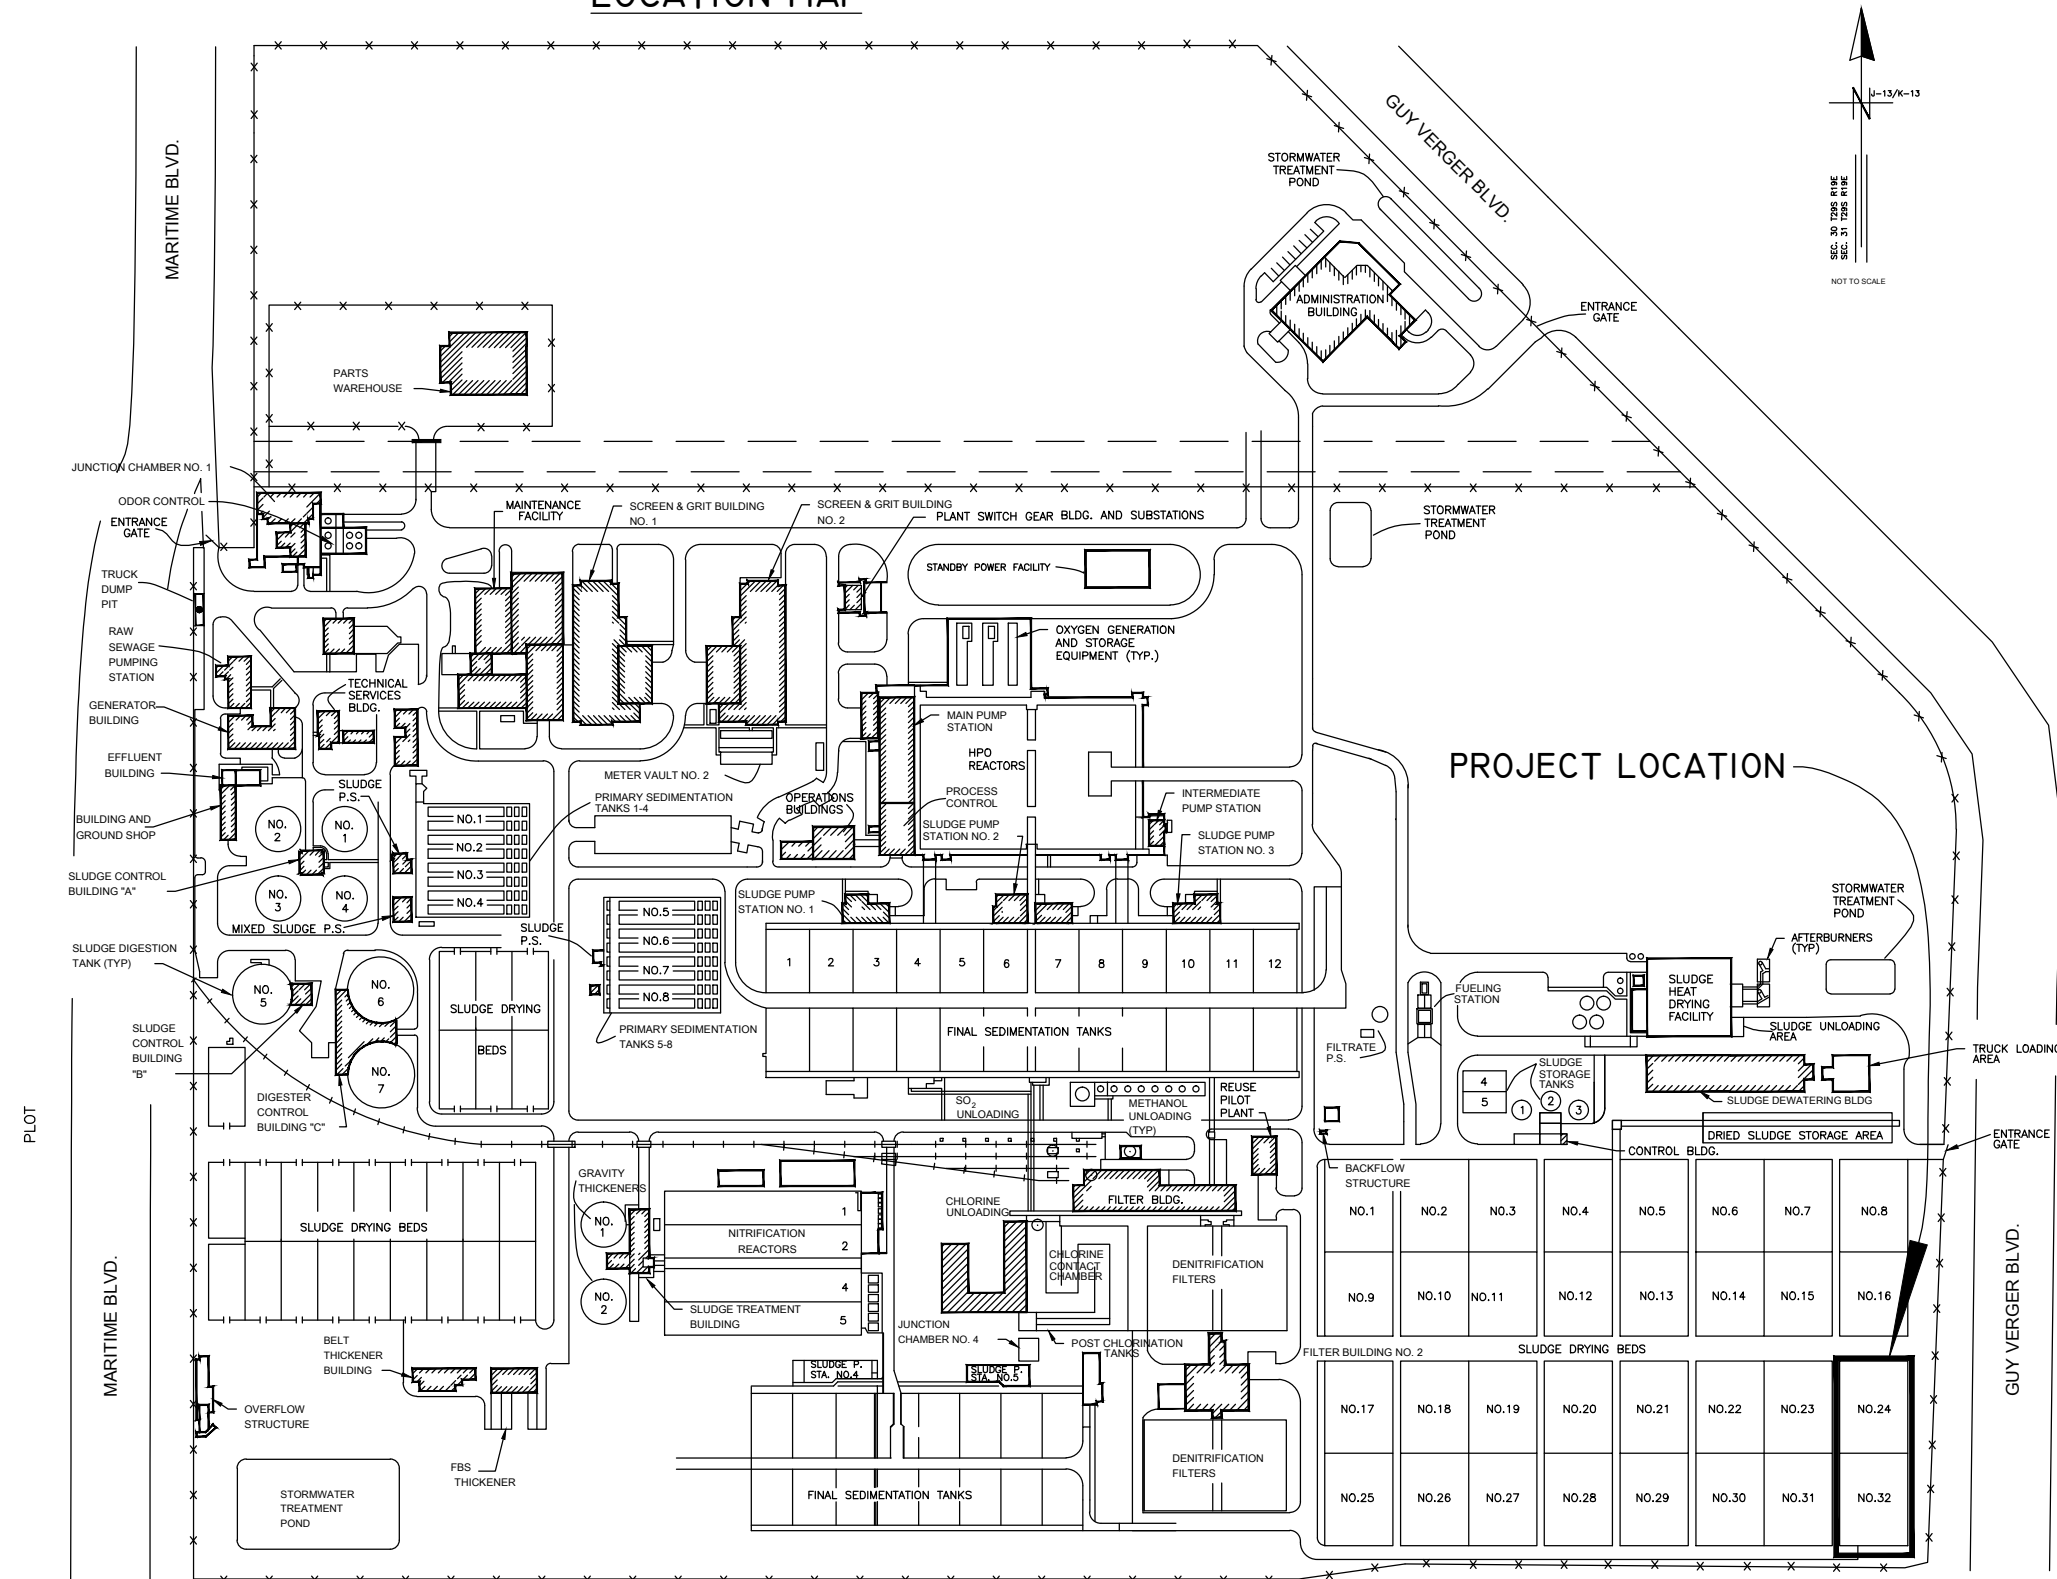 LOCATION MAP
J-13/K-13
SEC. 30 T29S R19E
SEC. 31 T29S R19E
NOT TO SCALE
GUY VERGER BLVD.
MARITIME BLVD.
STORMWATER
TREATMENT
POND
ADMINISTRATION
BUILDING
ENTRANCE
GATE
PARTS
WAREHOUSE
JUNCTION CHAMBER NO. 1
ODOR CONTROL
ENTRANCE
GATE
TRUCK
DUMP
PIT
RAW
SEWAGE
PUMPING
STATION
GENERATOR
BUILDING
EFFLUENT
BUILDING
BUILDING AND
GROUND SHOP
SLUDGE CONTROL
BUILDING "A"
MAINTENANCE
FACILITY
SCREEN & GRIT BUILDING
NO. 1
SCREEN & GRIT BUILDING
NO. 2
PLANT SWITCH GEAR BLDG. AND SUBSTATIONS
STANDBY POWER FACILITY
STORMWATER
TREATMENT
POND
OXYGEN GENERATION
AND STORAGE
EQUIPMENT (TYP.)
TECHNICAL
SERVICES
BLDG.
MAIN PUMP
STATION
HPO
REACTORS
PROCESS
CONTROL
SLUDGE PUMP
STATION NO. 2
METER VAULT NO. 2
OPERATIONS
BUILDINGS
PRIMARY SEDIMENTATION
TANKS 1-4
SLUDGE
P.S.
INTERMEDIATE
PUMP STATION
SLUDGE PUMP
STATION NO. 3
PROJECT LOCATION
NO.
2
NO.
1
NO.
3
NO.
4
NO.1
NO.2
NO.3
NO.4
MIXED SLUDGE P.S.
SLUDGE
P.S.
NO.5
NO.6
NO.7
NO.8
SLUDGE PUMP
STATION NO. 1
SLUDGE DIGESTION
TANK (TYP)
NO.
5
NO.
6
NO.
7
SLUDGE
CONTROL
BUILDING
"B"
DIGESTER
CONTROL
BUILDING "C"
SLUDGE DRYING
BEDS
PRIMARY SEDIMENTATION
TANKS 5-8
1 2 3 4 5 6 7 8 9 10 11 12
FINAL SEDIMENTATION TANKS
STORMWATER
TREATMENT
POND
AFTERBURNERS
(TYP)
SLUDGE
HEAT
DRYING
FACILITY
FUELING
STATION
FILTRATE
P.S.
SLUDGE UNLOADING
AREA
TRUCK LOADING
AREA
SLUDGE
STORAGE
TANKS
4
5
1 2 3
SLUDGE DEWATERING BLDG
DRIED SLUDGE STORAGE AREA
CONTROL BLDG.
ENTRANCE
GATE
SO2
UNLOADING
METHANOL
UNLOADING
(TYP)
REUSE
PILOT
PLANT
BACKFLOW
STRUCTURE
PLOT
GRAVITY
THICKENERS
NO.
1
NO.
2
SLUDGE DRYING BEDS
NITRIFICATION
REACTORS
1
2
4
5
CHLORINE
UNLOADING
FILTER BLDG.
CHLORINE
CONTACT
CHAMBER
DENITRIFICATION
FILTERS
SLUDGE TREATMENT
BUILDING
JUNCTION
CHAMBER NO. 4
POST CHLORINATION
TANKS
FILTER BUILDING NO. 2
BELT
THICKENER
BUILDING
SLUDGE P.
STA. NO.4
SLUDGE P.
STA. NO.5
OVERFLOW
STRUCTURE
FBS
THICKENER
STORMWATER
TREATMENT
POND
FINAL SEDIMENTATION TANKS
DENITRIFICATION
FILTERS
NO.1 NO.2 NO.3 NO.4 NO.5 NO.6 NO.7 NO.8
NO.9 NO.10 NO.11 NO.12 NO.13 NO.14 NO.15 NO.16
SLUDGE DRYING BEDS
NO.17 NO.18 NO.19 NO.20 NO.21 NO.22 NO.23 NO.24
NO.25 NO.26 NO.27 NO.28 NO.29 NO.30 NO.31 NO.32
MARITIME BLVD.
GUY VERGER BLVD.